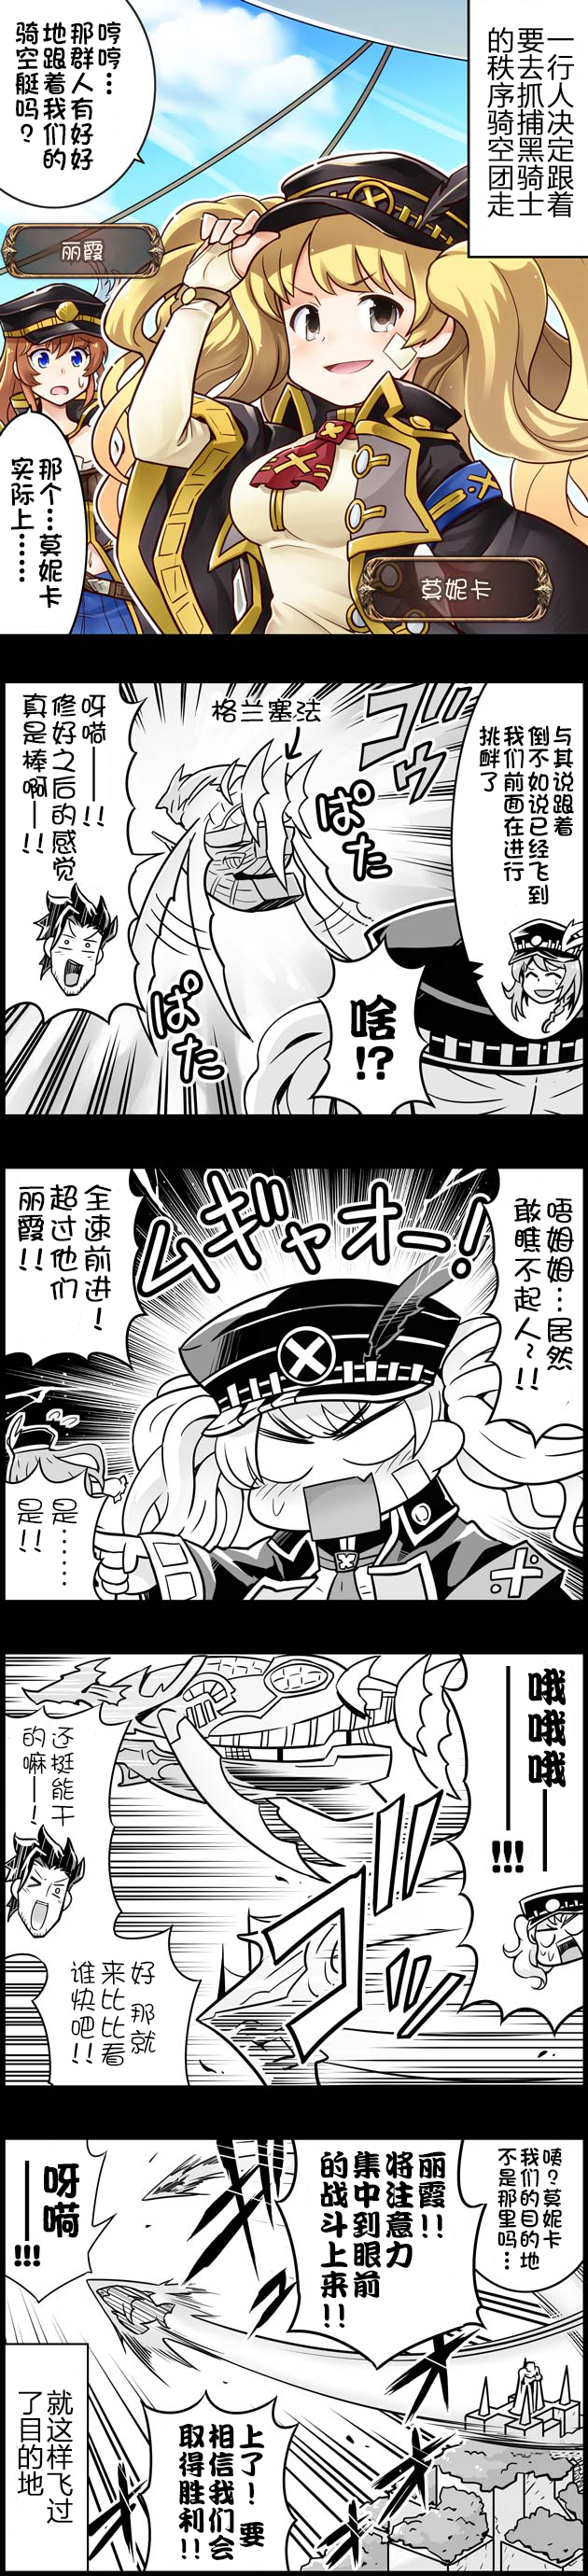 一行人决定跟着
要去抓捕黑骑士
的秩序骑空团走
哼哼…
那群人有好好
地跟着我们的
骑空艇吗？
丽霞
那个…莫妮卡
实际上……
莫妮卡
与其说跟着
倒不如说已经飞到
我们前面在进行
挑衅了
ゴゥ
格兰塞法
ぱた
ぱた
呀喵——!!
修好之后的感觉
真是棒啊—!!
啥!?
唔姆姆…居然
敢瞧不起人~!!
ムギャオー!
全速前进！
超过他们
丽霞!!
是……
是!!
哦哦哦
——!!!
还挺能干
的嘛—!
ゴッ
好 那就
来比比看
谁快吧!!
咦？莫妮卡
我们的目的地
不是那里吗…
丽霞!!
将注意力
集中到眼前
的战斗上来!!
呀嗬
—!!!
上了！要
相信我们会
取得胜利!!
就这样飞过
了目的地